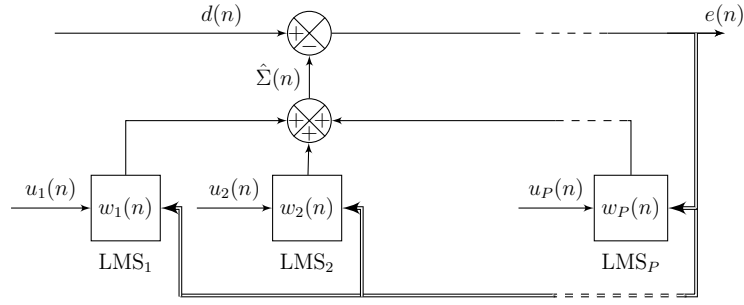 d(n)
e(n)
+
−
Σ̂(n)
+ +
+
u₁(n)
w₁(n)
u₂(n)
w₂(n)
u_P(n)
w_P(n)
LMS₁
LMS₂
LMS_P